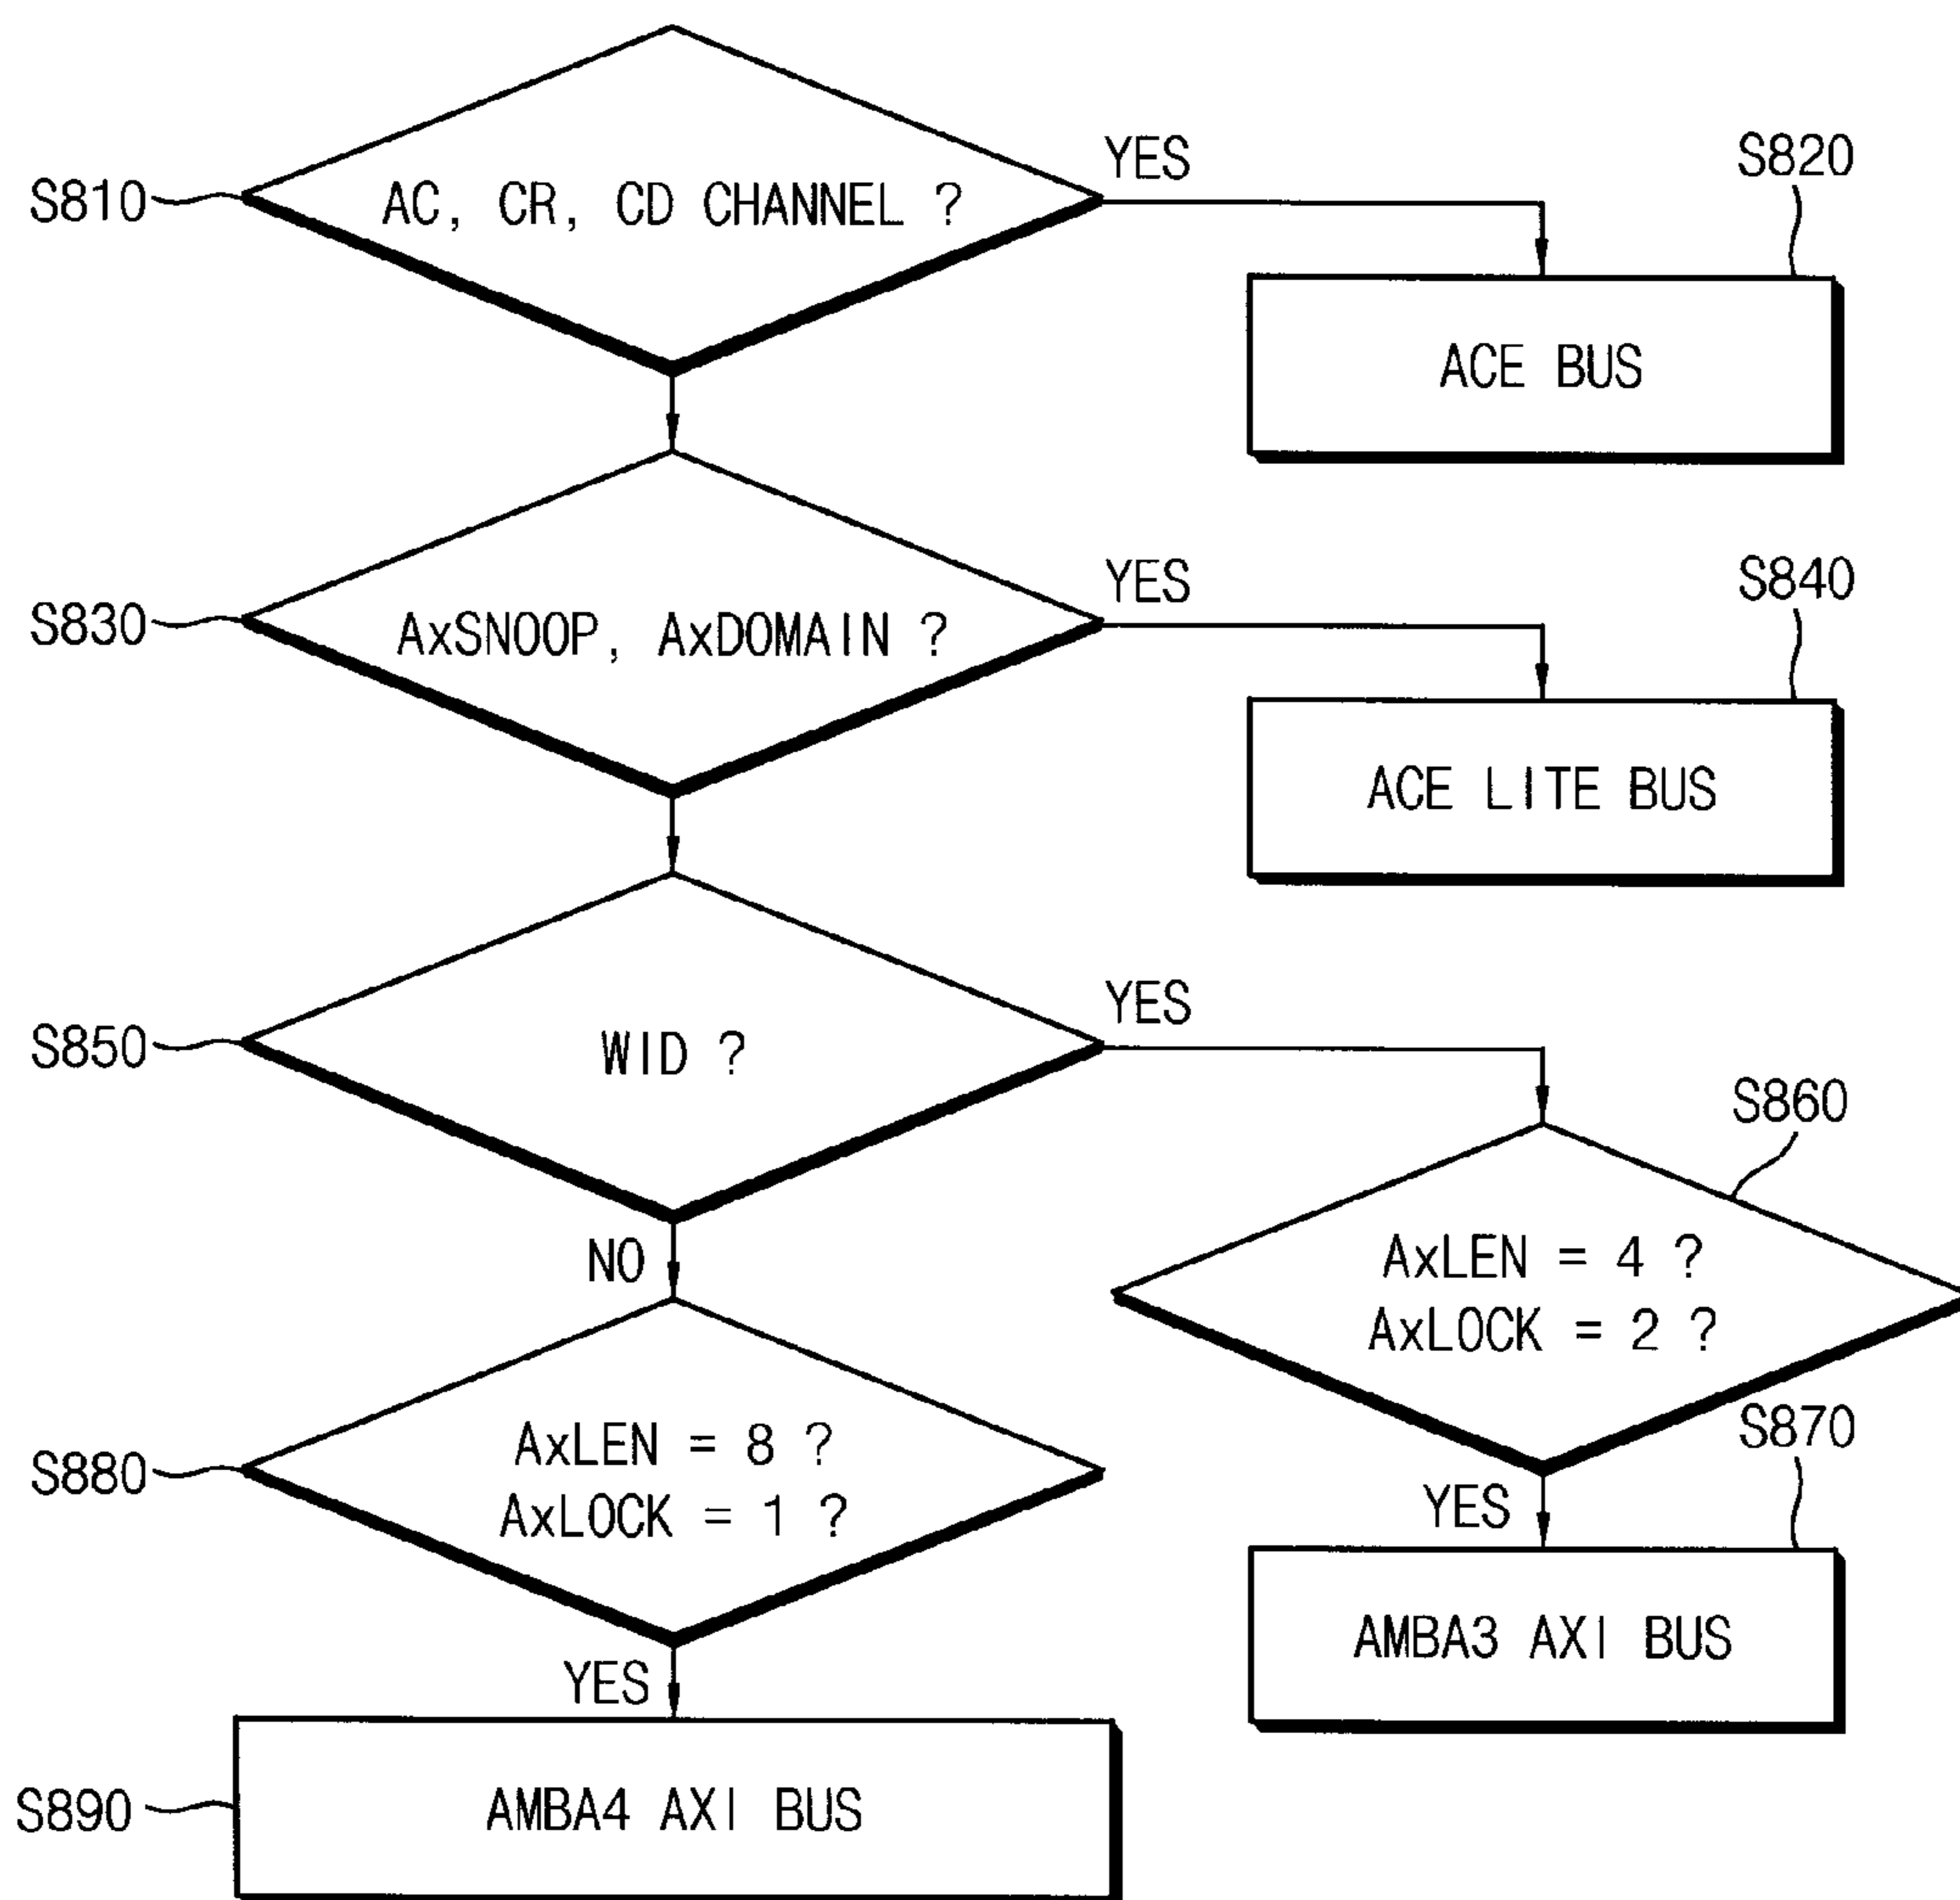 S810
AC, CR, CD CHANNEL ?
YES
S820
ACE BUS
S830
AxSNOOP, AxDOMAIN ?
YES
S840
ACE LITE BUS
S850
WID ?
YES
NO
S860
AxLEN = 4 ?
AxLOCK = 2 ?
YES
S870
AMBA3 AXI BUS
S880
AxLEN = 8 ?
AxLOCK = 1 ?
YES
S890
AMBA4 AXI BUS